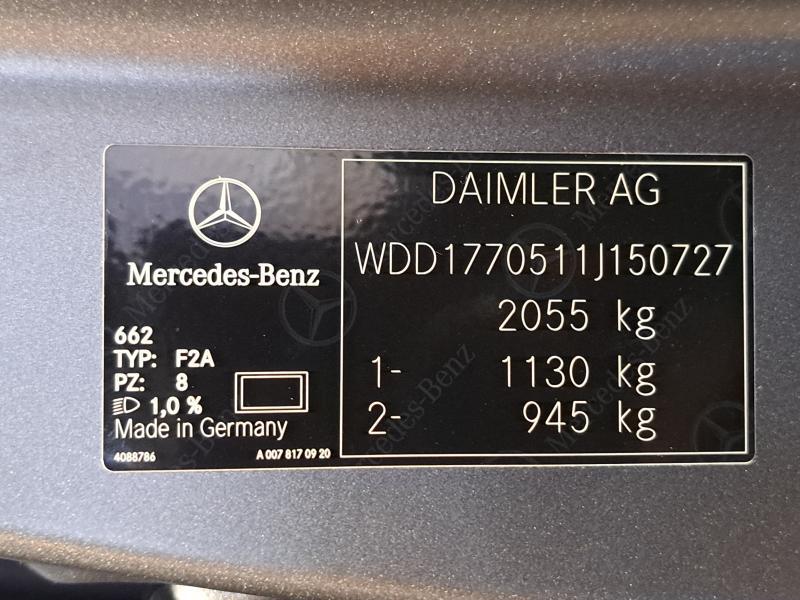 Mercedes-Benz
662
TYP: F2A
PZ: 8
1,0 %
Made in Germany
4088786 A 007 817 09 20
DAIMLER AG
WDD1770511J150727
2055 kg
1- 1130 kg
2- 945 kg